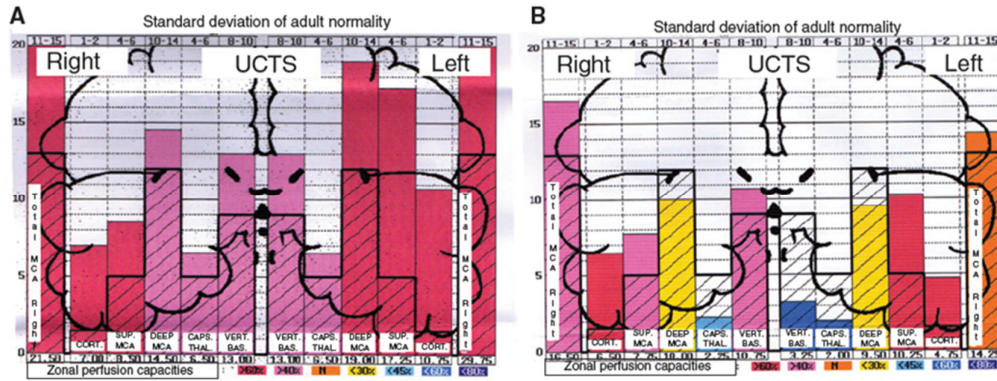 A
Standard deviation of adult normality
11-15 1-2 4-6 10-14 4-6 8-10 8-10 4-6 10-14 4-6 1-2 11-15
Right UCTS Left
20
15
10
5
0
Total MCA Right
CORT.
SUP. MCA
DEEP MCA
CAPS. THAL.
VERT. BAS.
VERT. BAS.
CAPS. THAL.
DEEP MCA
SUP. MCA
CORT.
Total MCA Right
21.50 7.00 8.50 14.50 6.50 13.00 13.00 6.50 19.00 17.25 10.75 29.75
Zonal perfusion capacities : >60% >40% N <30% <45% <60% <80%
B
Standard deviation of adult normality
11-15 1-2 4-6 10-14 4-6 8-10 8-10 4-6 10-14 4-6 1-2 11-15
Right UCTS Left
20
15
10
5
0
Total MCA Right
CORT.
SUP. MCA
DEEP MCA
CAPS. THAL.
VERT. BAS.
VERT. BAS.
CAPS. THAL.
DEEP MCA
SUP. MCA
CORT.
Total MCA Right
16.50 6.50 7.75 10.00 2.25 10.75 3.25 2.00 9.50 10.25 4.75 14.25
Zonal perfusion capacities : >60% >40% N <30% <45% <60% <80%